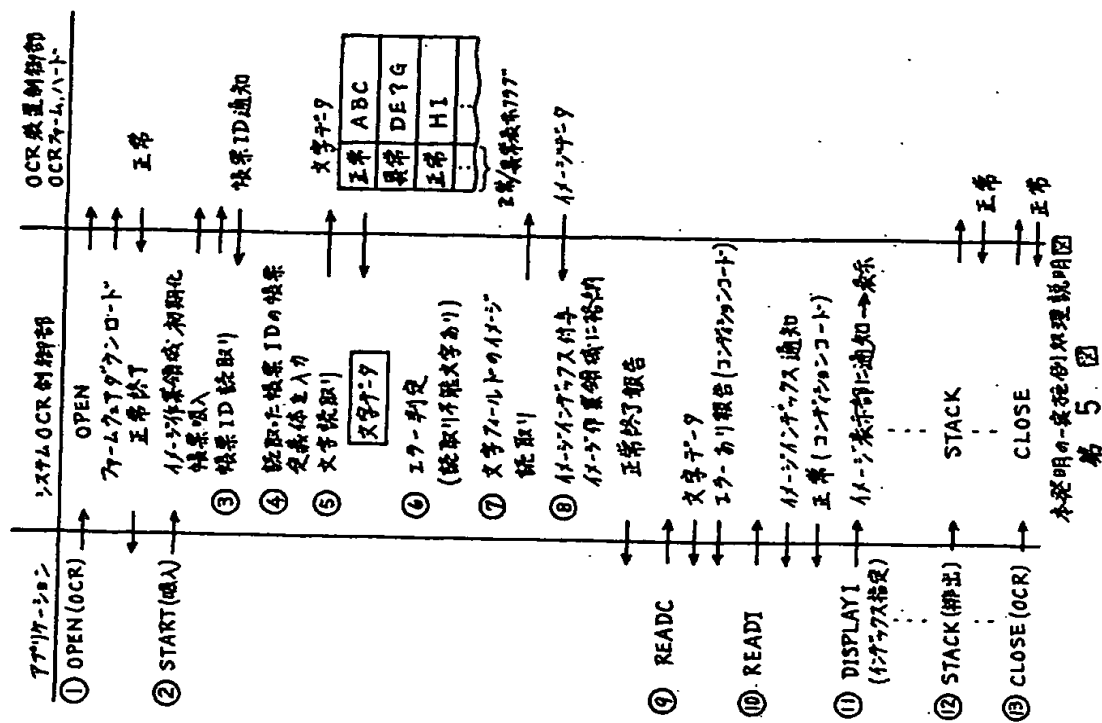 アプリケーション
システムOCR制御部
OCR装置制御部
OCRファーム、ハード
① OPEN (OCR)
OPEN
ファームウェアダウンロード
正常
正常終了
② START (吸入)
イメージ作業領域 初期化
帳票吸入
③ 帳票ID読取り
帳票ID通知
④ 読取った帳票IDの帳票
定義体を入力
⑤ 文字読取り
文字データ
正常 ABC
異常 DE?G
正常 HI
⋮ ⋮
正常/異常表示フラグ
文字データ
⑥ エラー判定
(読取り不能文字あり)
⑦ 文字フィールドのイメージ
読取り
イメージデータ
⑧ イメージインデックス付与
イメージ作業領域に格納
正常終了報告
⑨ READC
文字データ
エラーあり報告(コンディションコード)
⑩ READI
イメージインデックス通知
正常(コンディションコード)
⑪ DISPLAYI
(インデックス指定)
イメージ表示部に通知→表示
⑫ STACK (排出)
STACK
正常
⑬ CLOSE (OCR)
CLOSE
正常
本発明の一実施例処理説明図
第 5 図